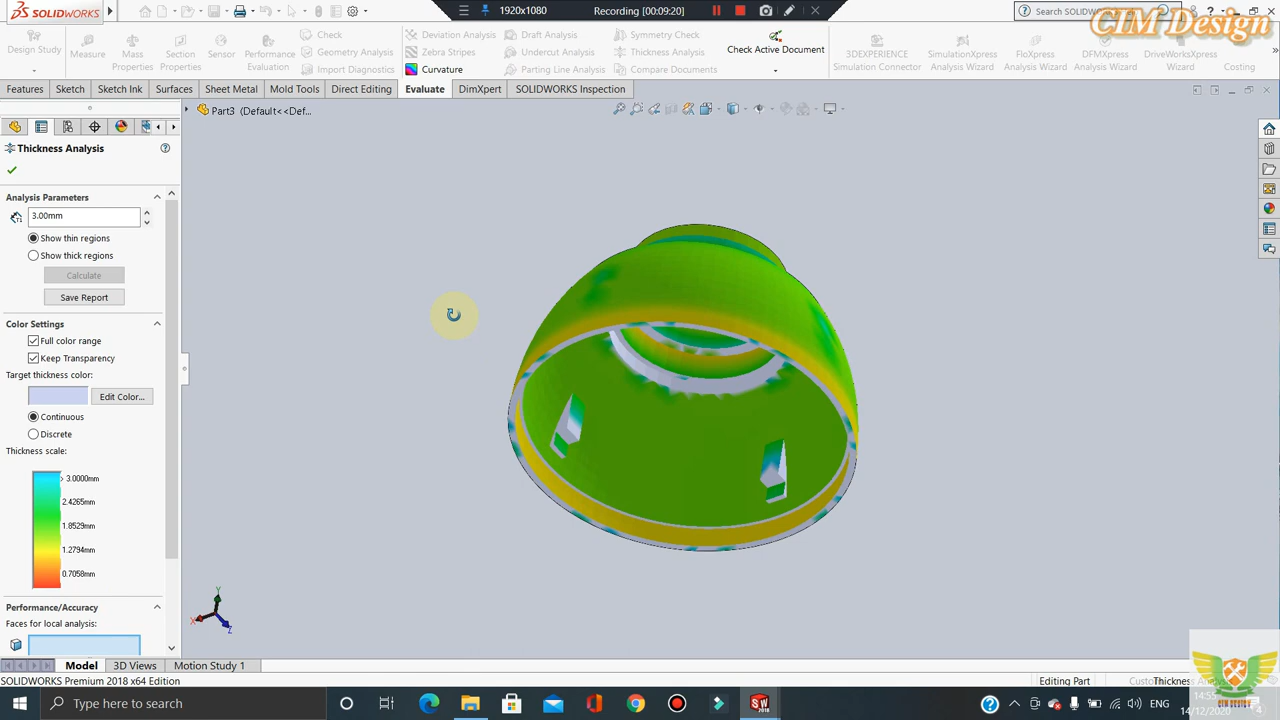 SOLIDWORKS
1920x1080
Recording [00:09:20]
Search SOLIDWORKS
CIM Design
Design Study
Measure
Mass Properties
Section Properties
Sensor
Performance Evaluation
Check
Geometry Analysis
Import Diagnostics
Deviation Analysis
Zebra Stripes
Curvature
Draft Analysis
Undercut Analysis
Parting Line Analysis
Symmetry Check
Thickness Analysis
Compare Documents
Check Active Document
3DEXPERIENCE Simulation Connector
SimulationXpress Analysis Wizard
FloXpress Analysis Wizard
DFMXpress Analysis Wizard
DriveWorksXpress Wizard
Costing
Features Sketch Sketch Ink Surfaces Sheet Metal Mold Tools Direct Editing Evaluate DimXpert SOLIDWORKS Inspection
Part3 (Default<<Def...
Thickness Analysis
Analysis Parameters
3.00mm
Show thin regions
Show thick regions
Calculate
Save Report
Color Settings
Full color range
Keep Transparency
Target thickness color:
Edit Color...
Continuous
Discrete
Thickness scale:
> 3.0000mm
2.4265mm
1.8529mm
1.2794mm
0.7058mm
Performance/Accuracy
Faces for local analysis:
Y
X
Z
Model 3D Views Motion Study 1
SOLIDWORKS Premium 2018 x64 Edition
Editing Part
Thickness
Type here to search
14:55
14/12/2020
4
CIM DESIGN